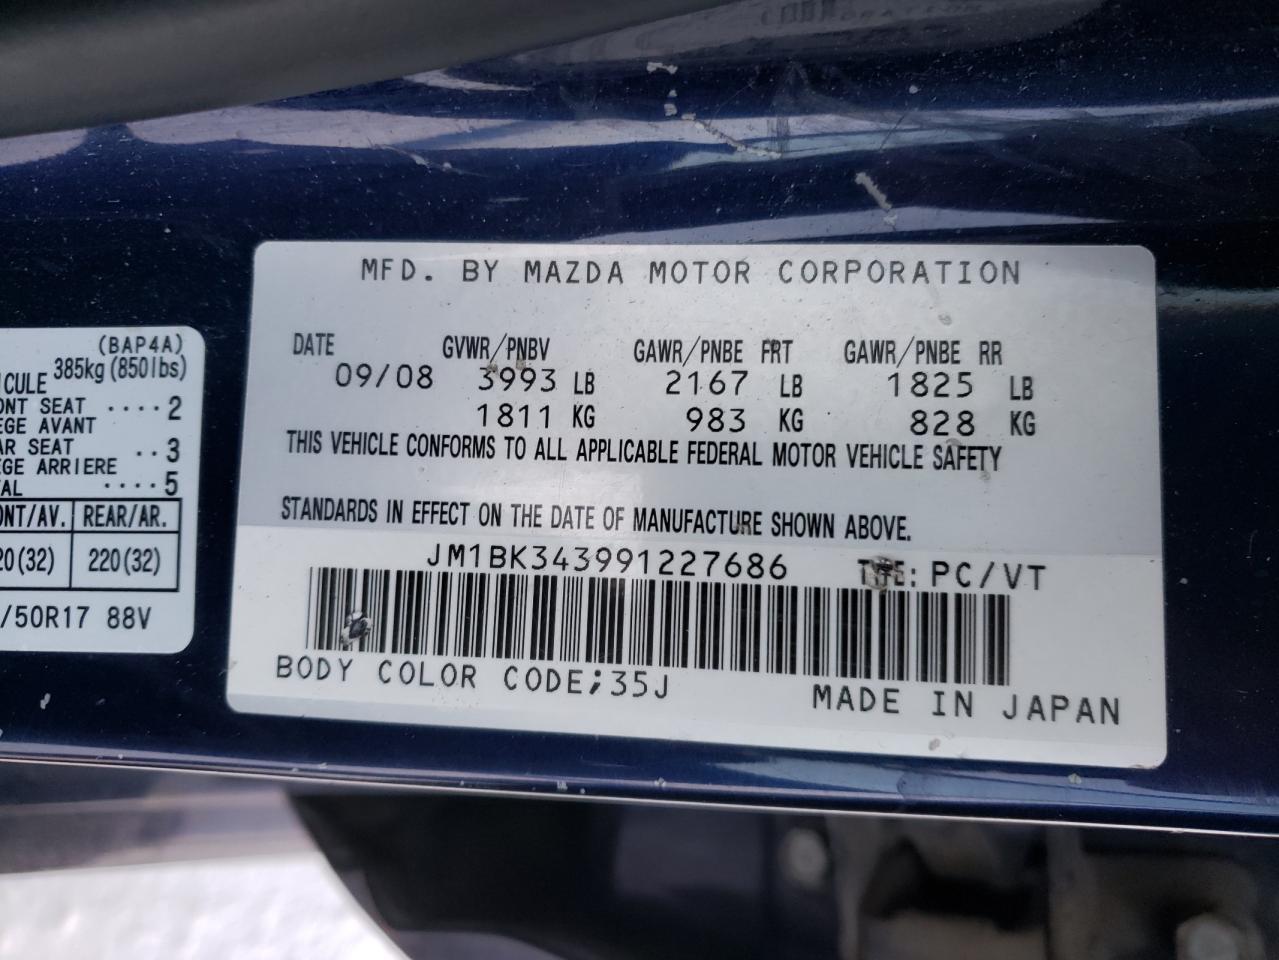 MFD. BY MAZDA MOTOR CORPORATION
DATE GVWR/PNBV GAWR/PNBE FRT GAWR/PNBE RR
09/08 3993 LB 2167 LB 1825 LB
1811 KG 983 KG 828 KG
THIS VEHICLE CONFORMS TO ALL APPLICABLE FEDERAL MOTOR VEHICLE SAFETY
STANDARDS IN EFFECT ON THE DATE OF MANUFACTURE SHOWN ABOVE.
JM1BK343991227686 TYPE: PC/VT
BODY COLOR CODE;35J
MADE IN JAPAN
(BAP4A)
385kg (850lbs)
ICULE
ONT SEAT ････2
EGE AVANT
AR SEAT ･･3
EGE ARRIERE
AL ････5
ONT/AV. REAR/AR.
20(32) 220(32)
/50R17 88V